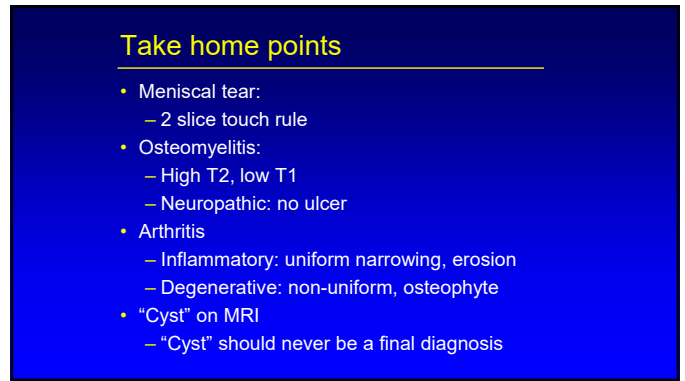 Take home points
• Meniscal tear:
– 2 slice touch rule
• Osteomyelitis:
– High T2, low T1
– Neuropathic: no ulcer
• Arthritis
– Inflammatory: uniform narrowing, erosion
– Degenerative: non-uniform, osteophyte
• “Cyst” on MRI
– “Cyst” should never be a final diagnosis